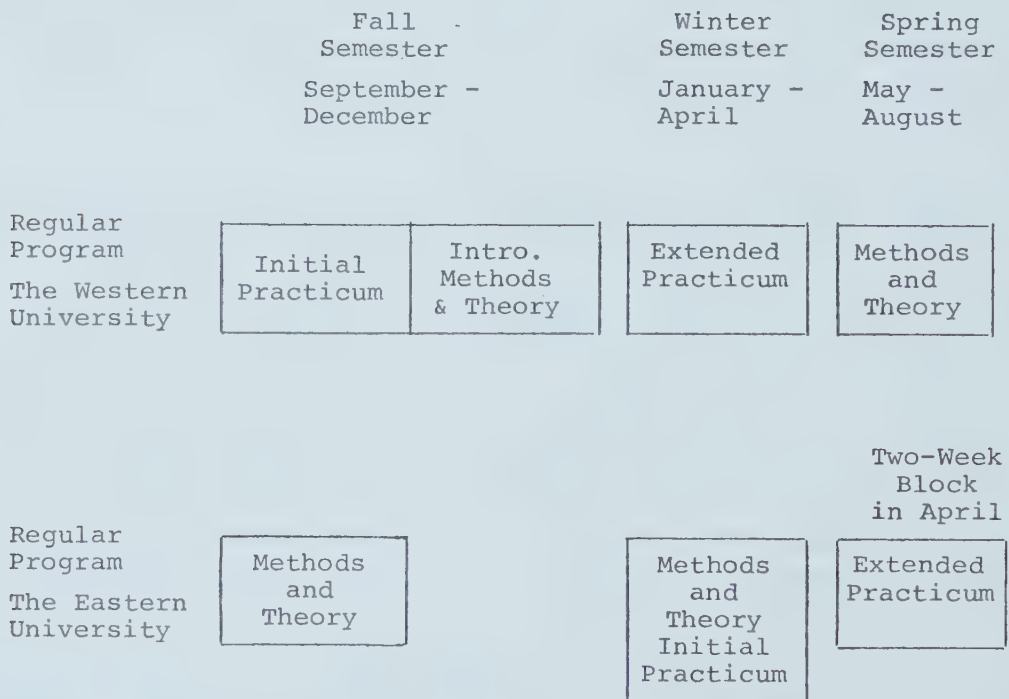 Fall
Semester
September -
December
Winter
Semester
January -
April
Spring
Semester
May -
August
Regular
Program
The Western
University
Initial
Practicum
Intro.
Methods
& Theory
Extended
Practicum
Methods
and
Theory
Two-Week
Block
in April
Regular
Program
The Eastern
University
Methods
and
Theory
Methods
and
Theory
Initial
Practicum
Extended
Practicum